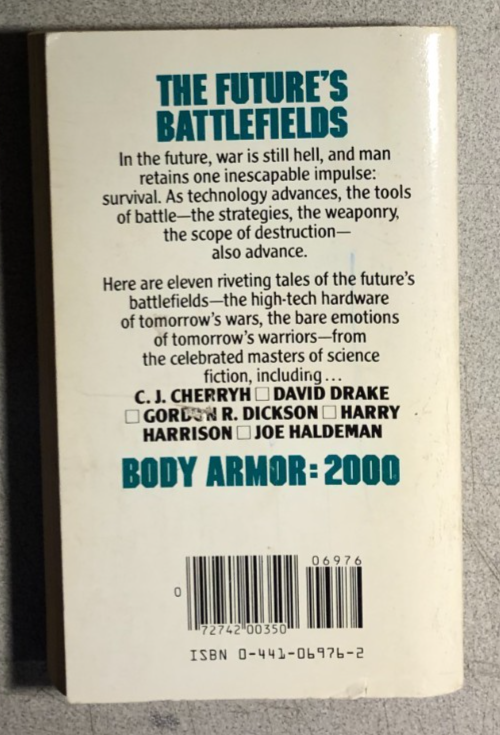 THE FUTURE'S
BATTLEFIELDS
In the future, war is still hell, and man
retains one inescapable impulse:
survival. As technology advances, the tools
of battle—the strategies, the weaponry,
the scope of destruction—
also advance.
Here are eleven riveting tales of the future's
battlefields—the high-tech hardware
of tomorrow's wars, the bare emotions
of tomorrow's warriors—from
the celebrated masters of science
fiction, including...
C. J. CHERRYH □ DAVID DRAKE
□ GORDON R. DICKSON □ HARRY
HARRISON □ JOE HALDEMAN
BODY ARMOR: 2000
06976
0
72742 00350
ISBN 0-441-06976-2